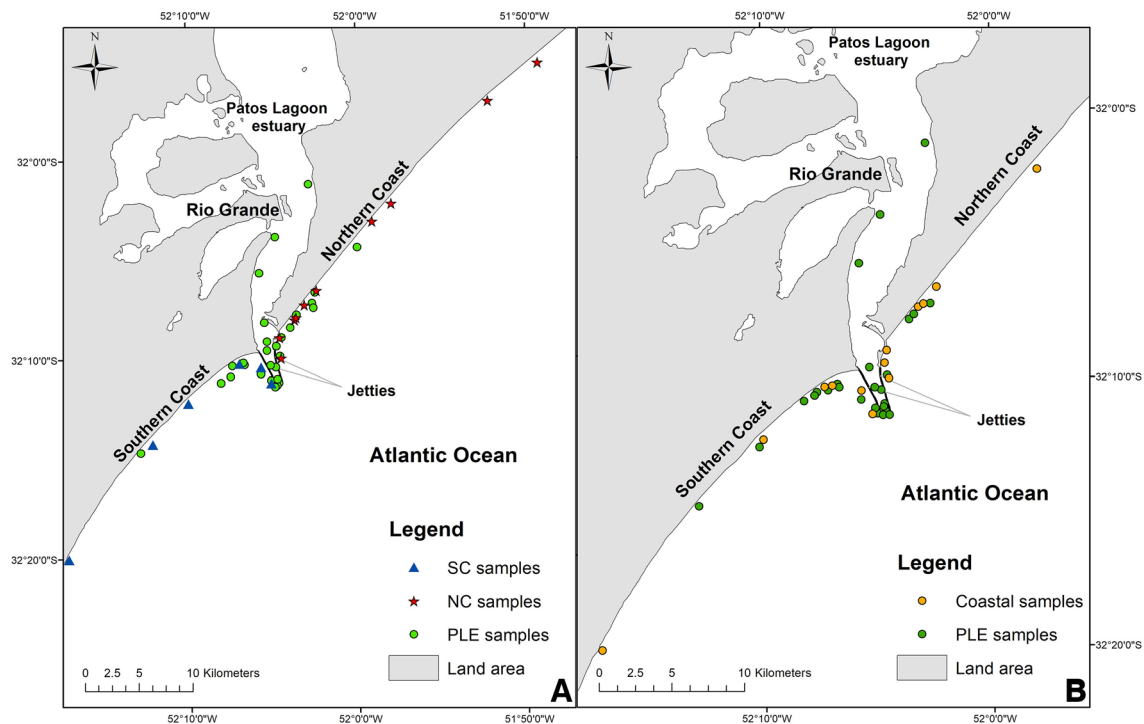 52°10'0"W
52°0'0"W
51°50'0"W
N
Patos Lagoon
estuary
32°0'0"S
Rio Grande
Northern Coast
32°10'0"S
Jetties
Southern Coast
Atlantic Ocean
Legend
32°20'0"S
SC samples
NC samples
PLE samples
Land area
0 2.5 5 10 Kilometers
A
52°10'0"W
52°0'0"W
51°50'0"W
52°10'0"W
52°0'0"W
N
Patos Lagoon
estuary
32°0'0"S
Rio Grande
Northern Coast
32°10'0"S
Jetties
Southern Coast
Atlantic Ocean
Legend
Coastal samples
PLE samples
32°20'0"S
Land area
0 2.5 5 10 Kilometers
B
52°10'0"W
52°0'0"W